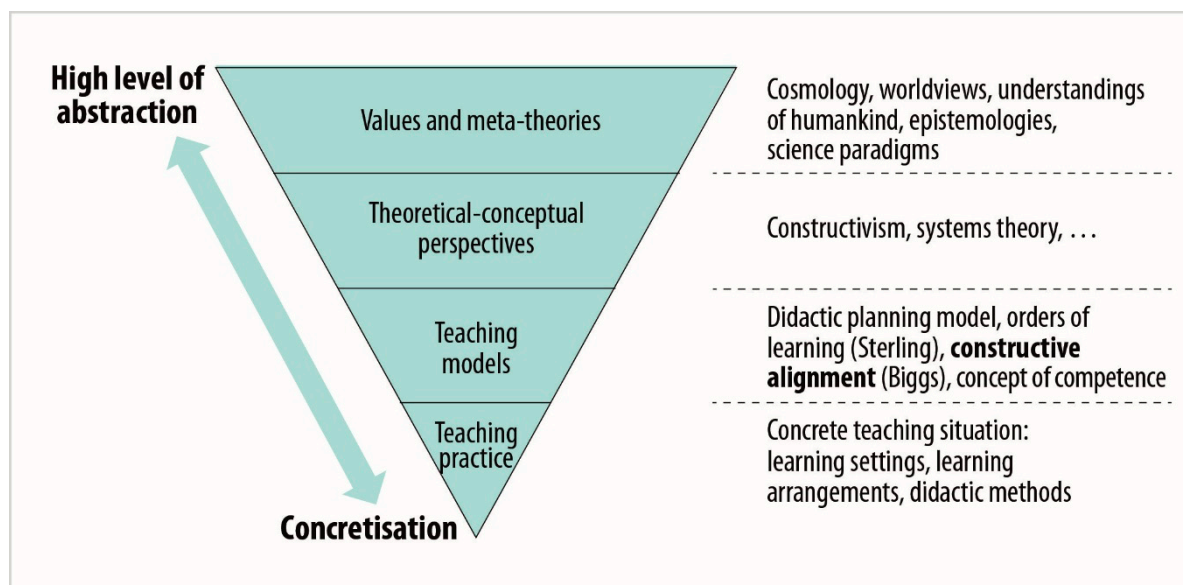 High level of
abstraction
Values and meta-theories
Cosmology, worldviews, understandings
of humankind, epistemologies,
science paradigms
Theoretical-conceptual
perspectives
Constructivism, systems theory, …
Teaching
models
Didactic planning model, orders of
learning (Sterling), constructive
alignment (Biggs), concept of competence
Teaching
practice
Concrete teaching situation:
learning settings, learning
arrangements, didactic methods
Concretisation